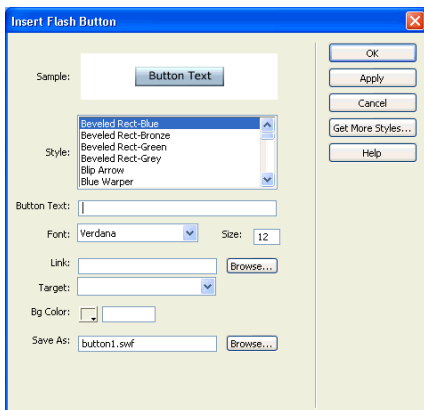 Insert Flash Button
Sample:
Button Text
Style:
Beveled Rect-Blue
Beveled Rect-Bronze
Beveled Rect-Green
Beveled Rect-Grey
Blip Arrow
Blue Warper
Button Text:
Font: Verdana Size: 12
Link: Browse...
Target:
Bg Color:
Save As: button1.swf Browse...
OK
Apply
Cancel
Get More Styles...
Help